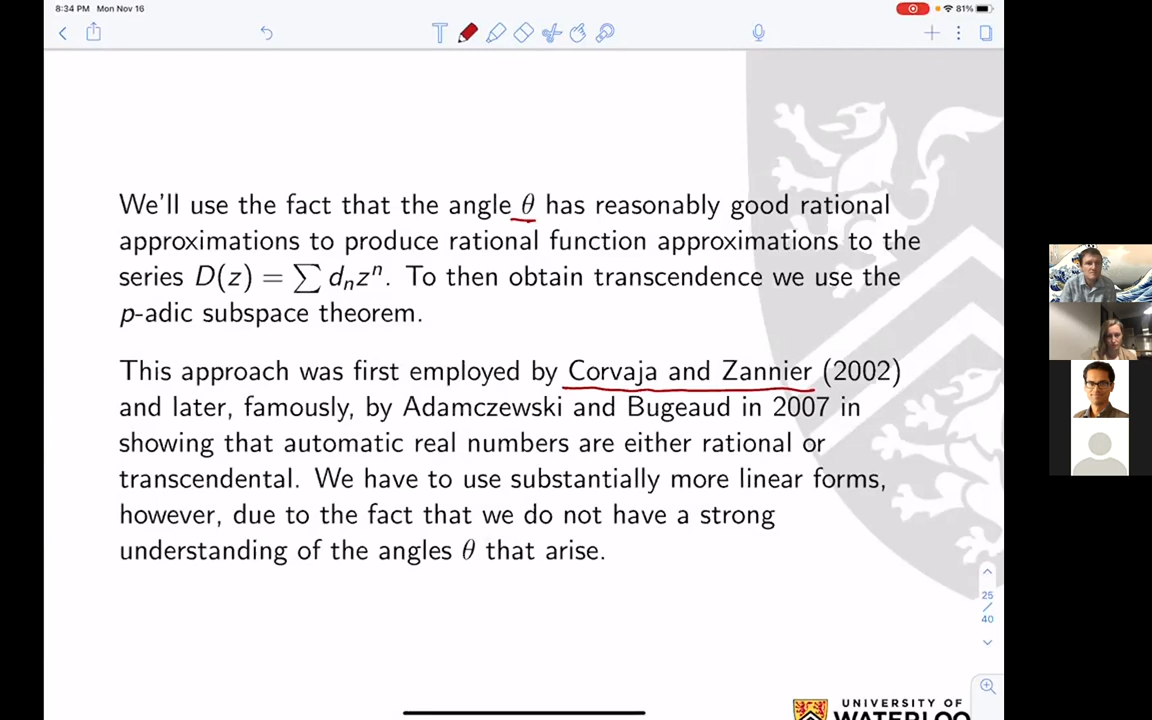 8:34 PM Mon Nov 16
81%
We'll use the fact that the angle θ has reasonably good rational
approximations to produce rational function approximations to the
series D(z) = ∑ dₙzⁿ. To then obtain transcendence we use the
p-adic subspace theorem.
This approach was first employed by Corvaja and Zannier (2002)
and later, famously, by Adamczewski and Bugeaud in 2007 in
showing that automatic real numbers are either rational or
transcendental. We have to use substantially more linear forms,
however, due to the fact that we do not have a strong
understanding of the angles θ that arise.
25
/
40
UNIVERSITY OF
WATERLOO